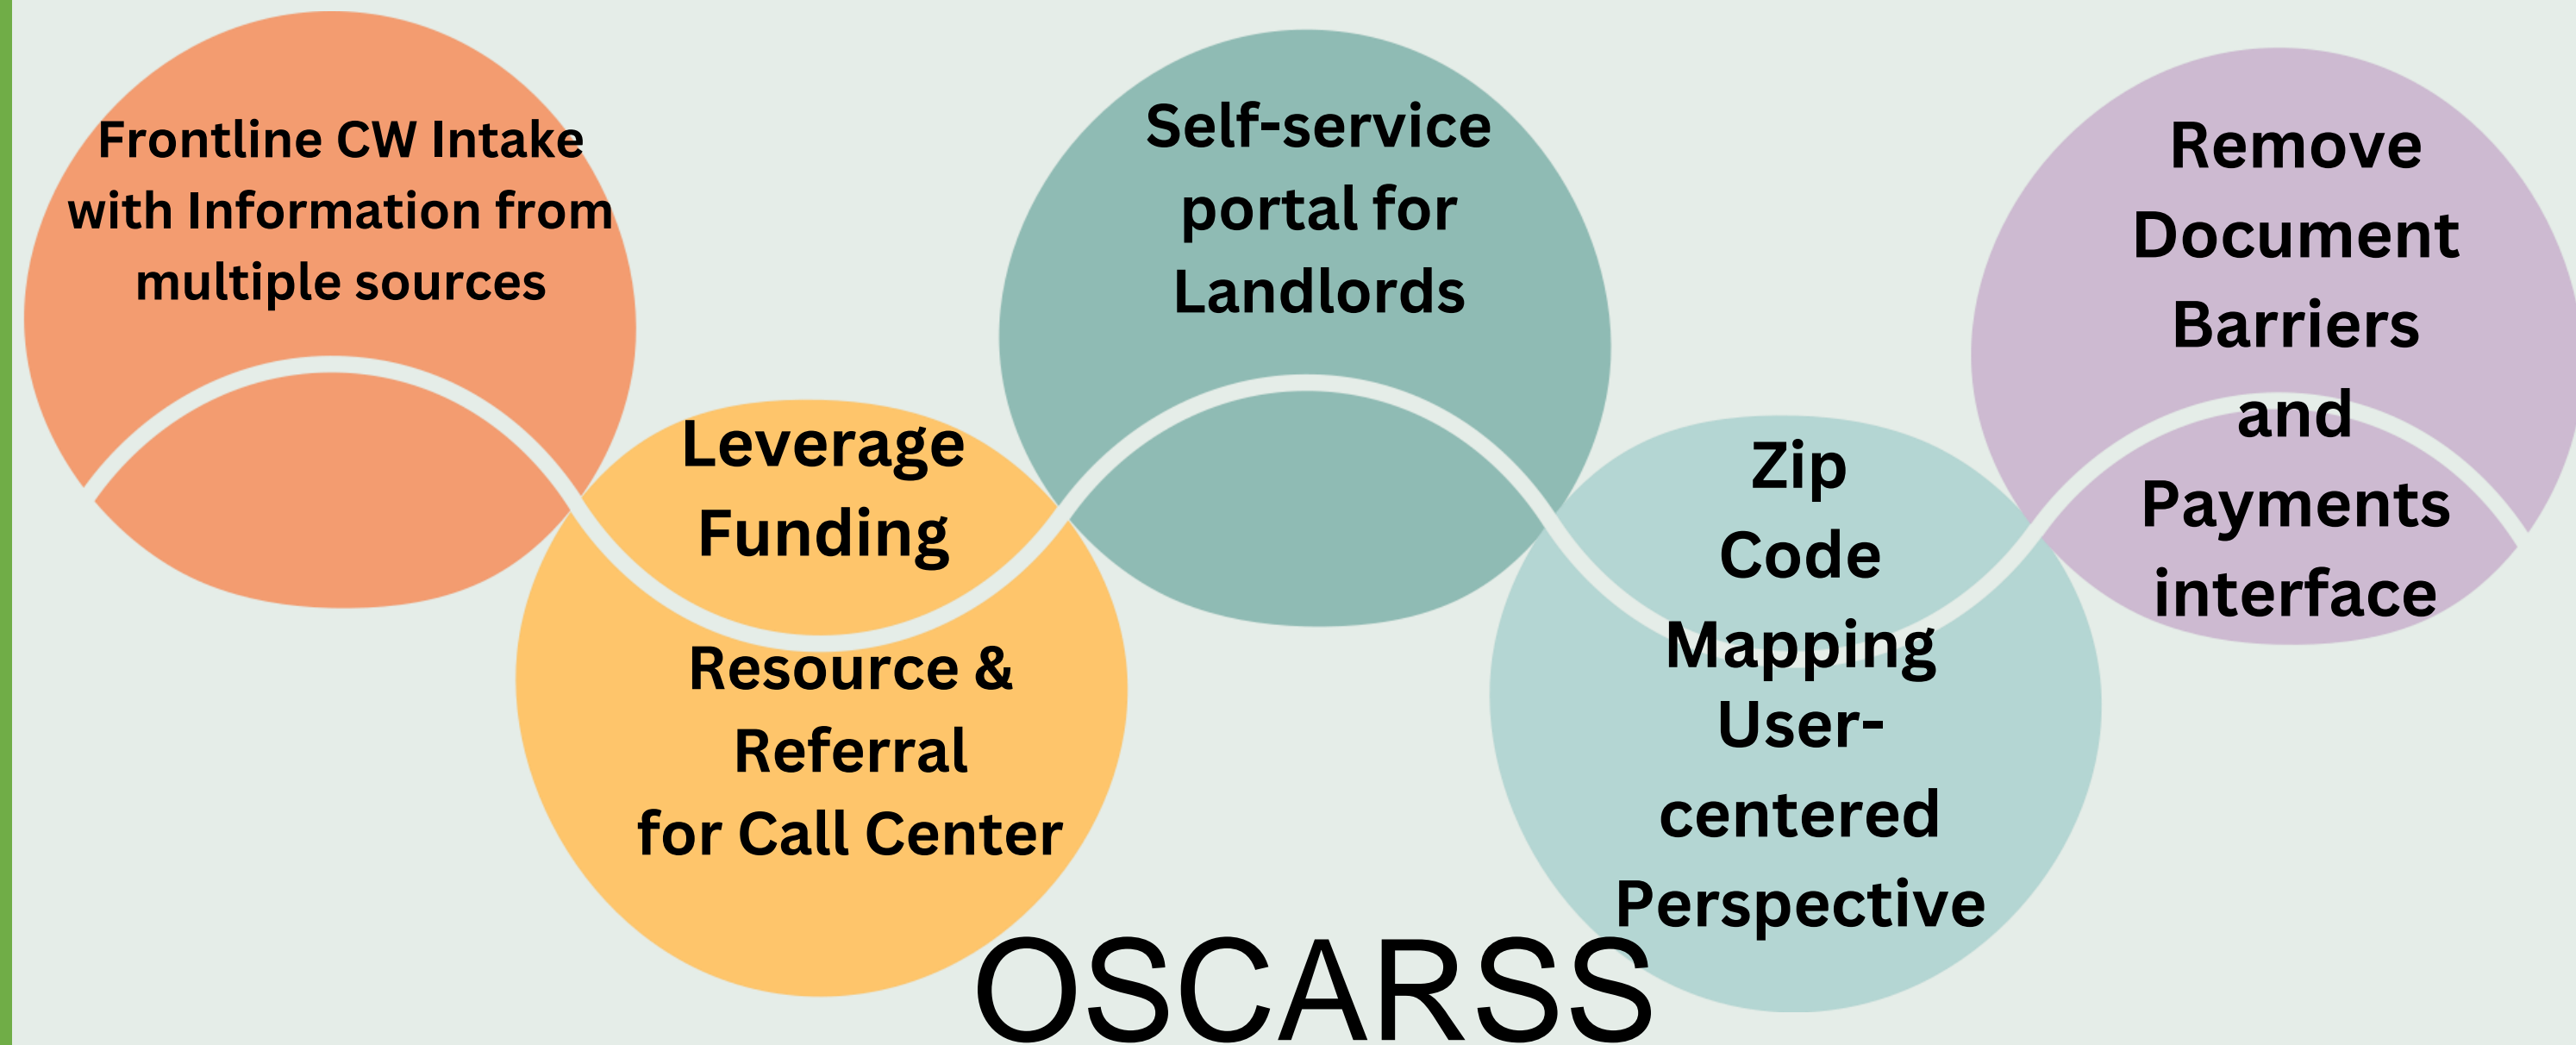 Frontline CW Intake
with Information from
multiple sources
Leverage
Funding
Resource &
Referral
for Call Center
Self-service
portal for
Landlords
Zip
Code
Mapping
User-
centered
Perspective
Remove
Document
Barriers
and
Payments
interface
OSCARSS